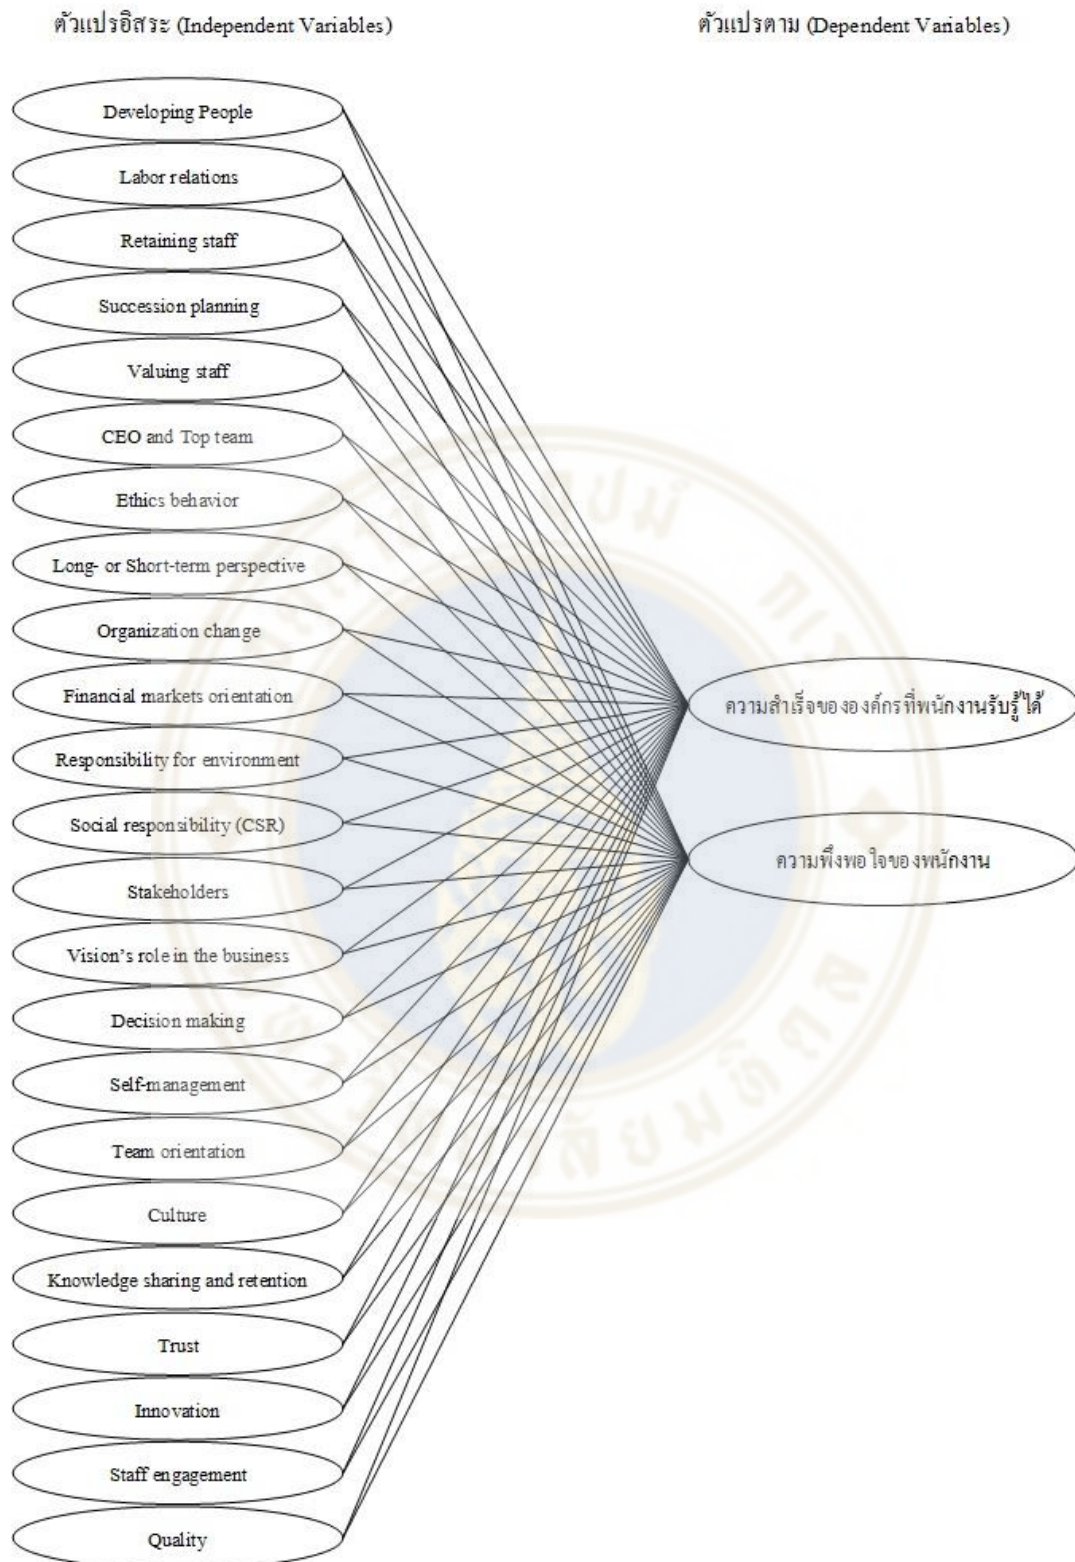 ตัวแปรอิสระ (Independent Variables)
ตัวแปรตาม (Dependent Variables)
Developing People
Labor relations
Retaining staff
Succession planning
Valuing staff
CEO and Top team
Ethics behavior
Long- or Short-term perspective
Organization change
Financial markets orientation
Responsibility for environment
Social responsibility (CSR)
Stakeholders
Vision's role in the business
Decision making
Self-management
Team orientation
Culture
Knowledge sharing and retention
Trust
Innovation
Staff engagement
Quality
ความสำเร็จขององค์กรที่พนักงานรับรู้ได้
ความพึงพอใจของพนักงาน